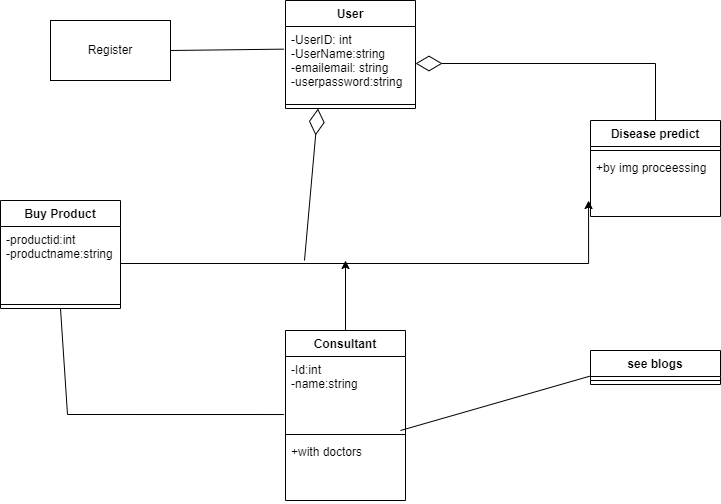 User
-UserID: int
-UserName:string
-emailemail: string
-userpassword:string
Register
Disease predict
+by img proceessing
Buy Product
-productid:int
-productname:string
Consultant
-Id:int
-name:string
+with doctors
see blogs